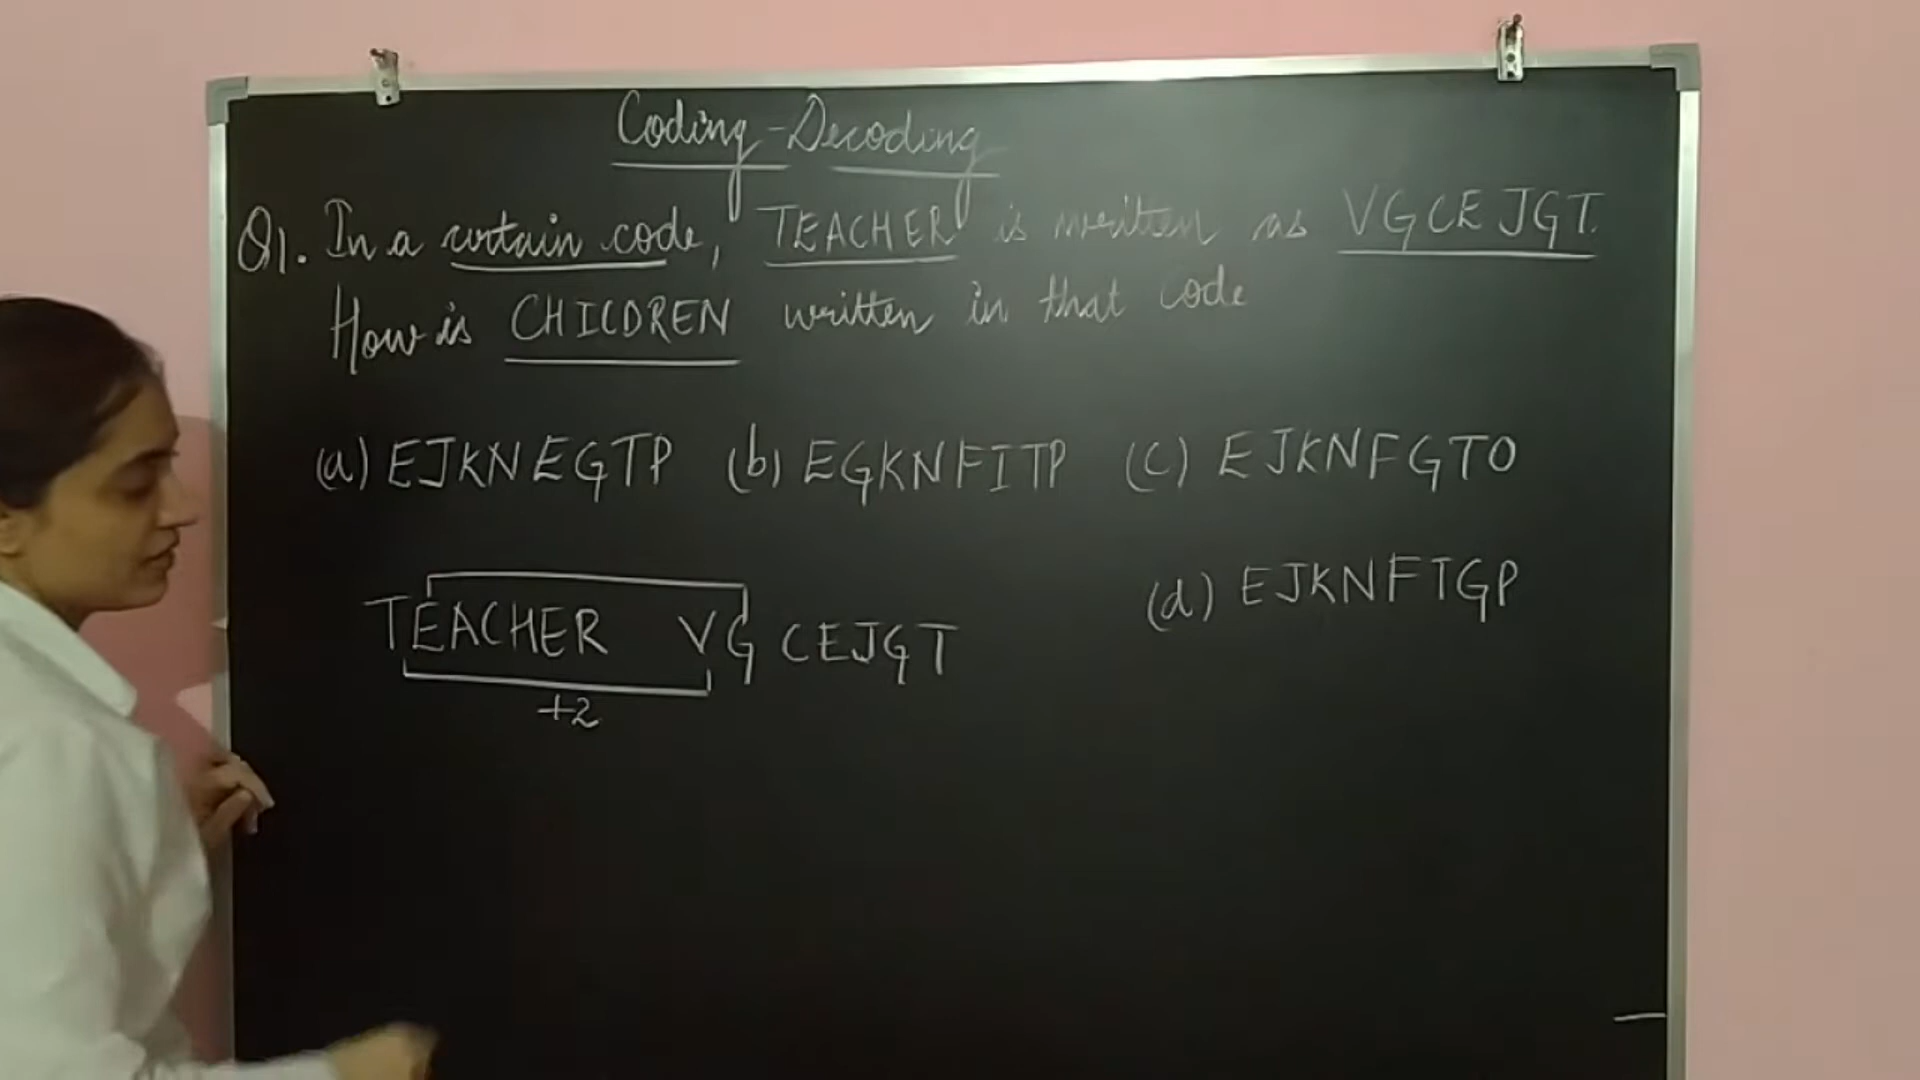 Coding-Decoding
Q1. In a certain code, TEACHER is written as VGCEJGT.
How is CHILDREN written in that code
(a) EJKNEGTP (b) EGKNFITP (c) EJKNFGTO
(d) EJKNFTGP
TEACHER VGCEJGT
+2